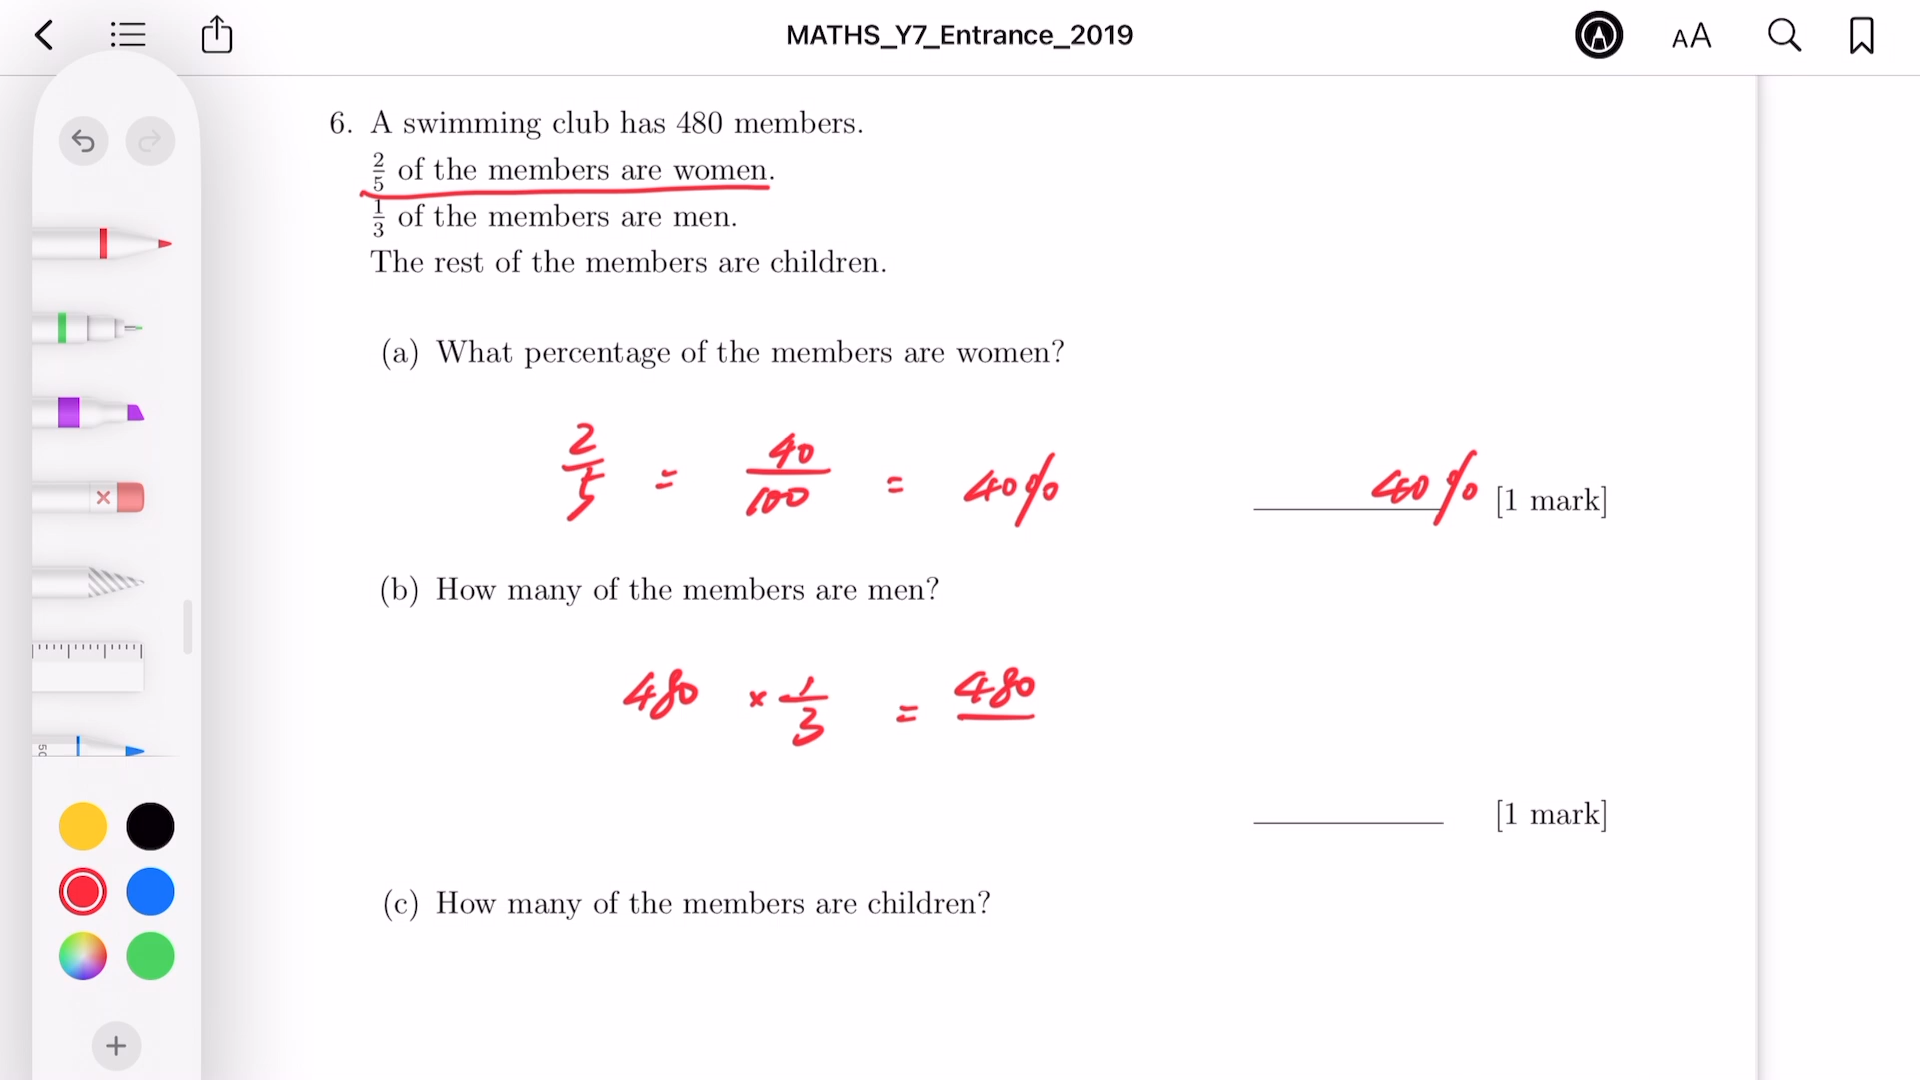 MATHS_Y7_Entrance_2019
AA
6. A swimming club has 480 members.
2/5 of the members are women.
1/3 of the members are men.
The rest of the members are children.
(a) What percentage of the members are women?
2/5 = 40/100 = 40%
40% [1 mark]
(b) How many of the members are men?
480 × 1/3 = 480
[1 mark]
(c) How many of the members are children?